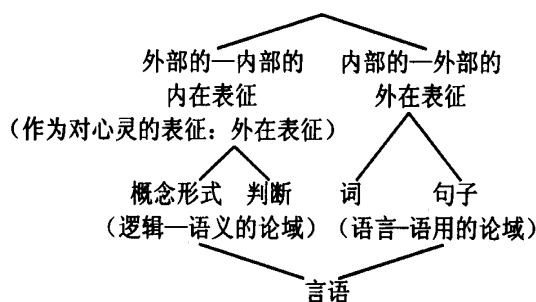 外部的—内部的 内部的—外部的
内在表征 外在表征
（作为对心灵的表征：外在表征）
概念形式 判断 词 句子
（逻辑—语义的论域）（语言-语用的论域）
言语